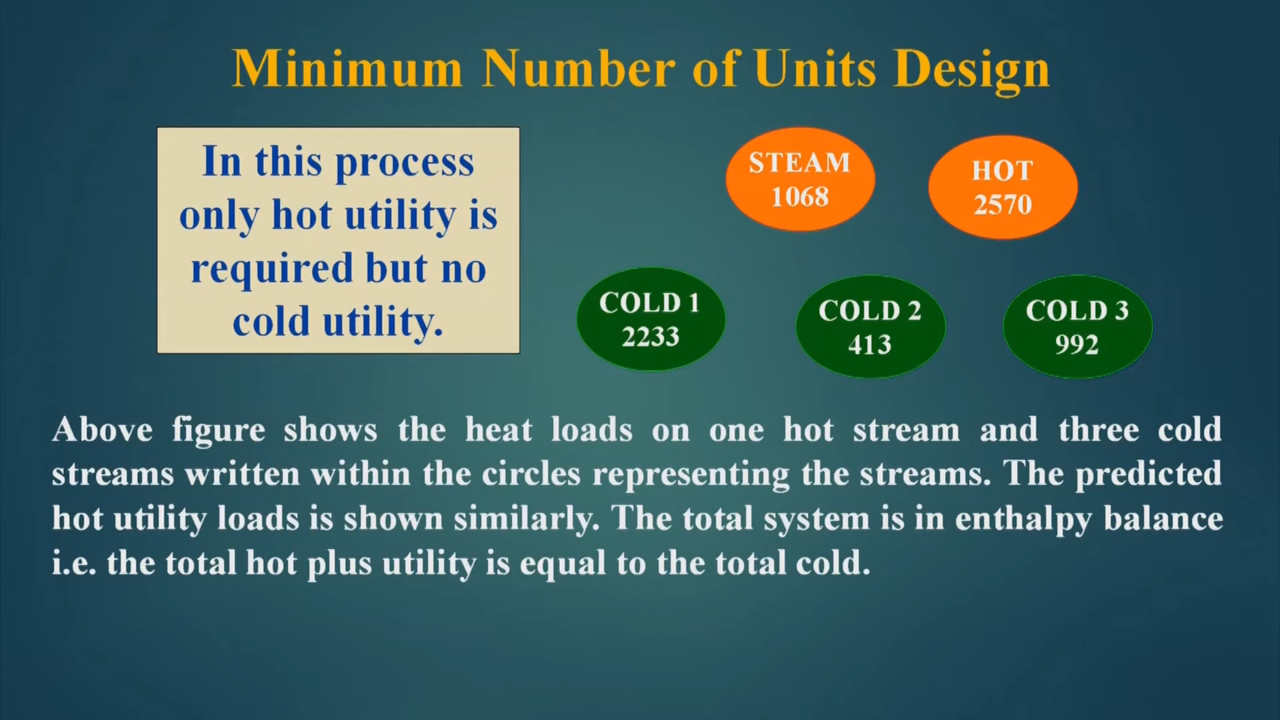 Minimum Number of Units Design
In this process
only hot utility is
required but no
cold utility.
STEAM
1068
HOT
2570
COLD 1
2233
COLD 2
413
COLD 3
992
Above figure shows the heat loads on one hot stream and three cold
streams written within the circles representing the streams. The predicted
hot utility loads is shown similarly. The total system is in enthalpy balance
i.e. the total hot plus utility is equal to the total cold.